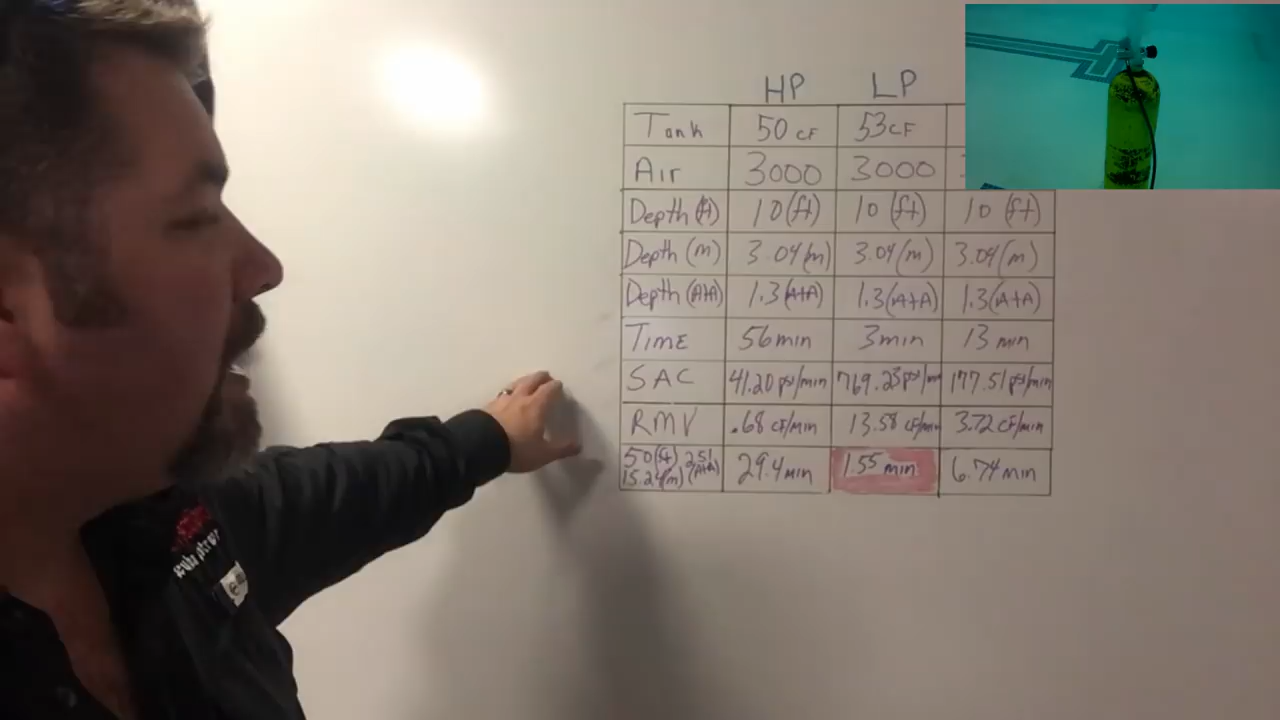 HP LP
Tank 50 CF 53 CF
Air 3000 3000
Depth (ft) 10 (ft) 10 (ft) 10 (ft)
Depth (m) 3.04 (m) 3.04 (m) 3.04 (m)
Depth (AtA) 1.3 (AtA) 1.3 (AtA) 1.3 (AtA)
TIME 56 min 3 min 13 min
SAC 41.20 psi/min 769.23 psi/min 177.51 psi/min
RMV .68 CF/min 13.58 CF/min 3.72 CF/min
50 (ft) 2.51
15.24 (m) (AtA) 29.4 min 1.55 min 6.74 min